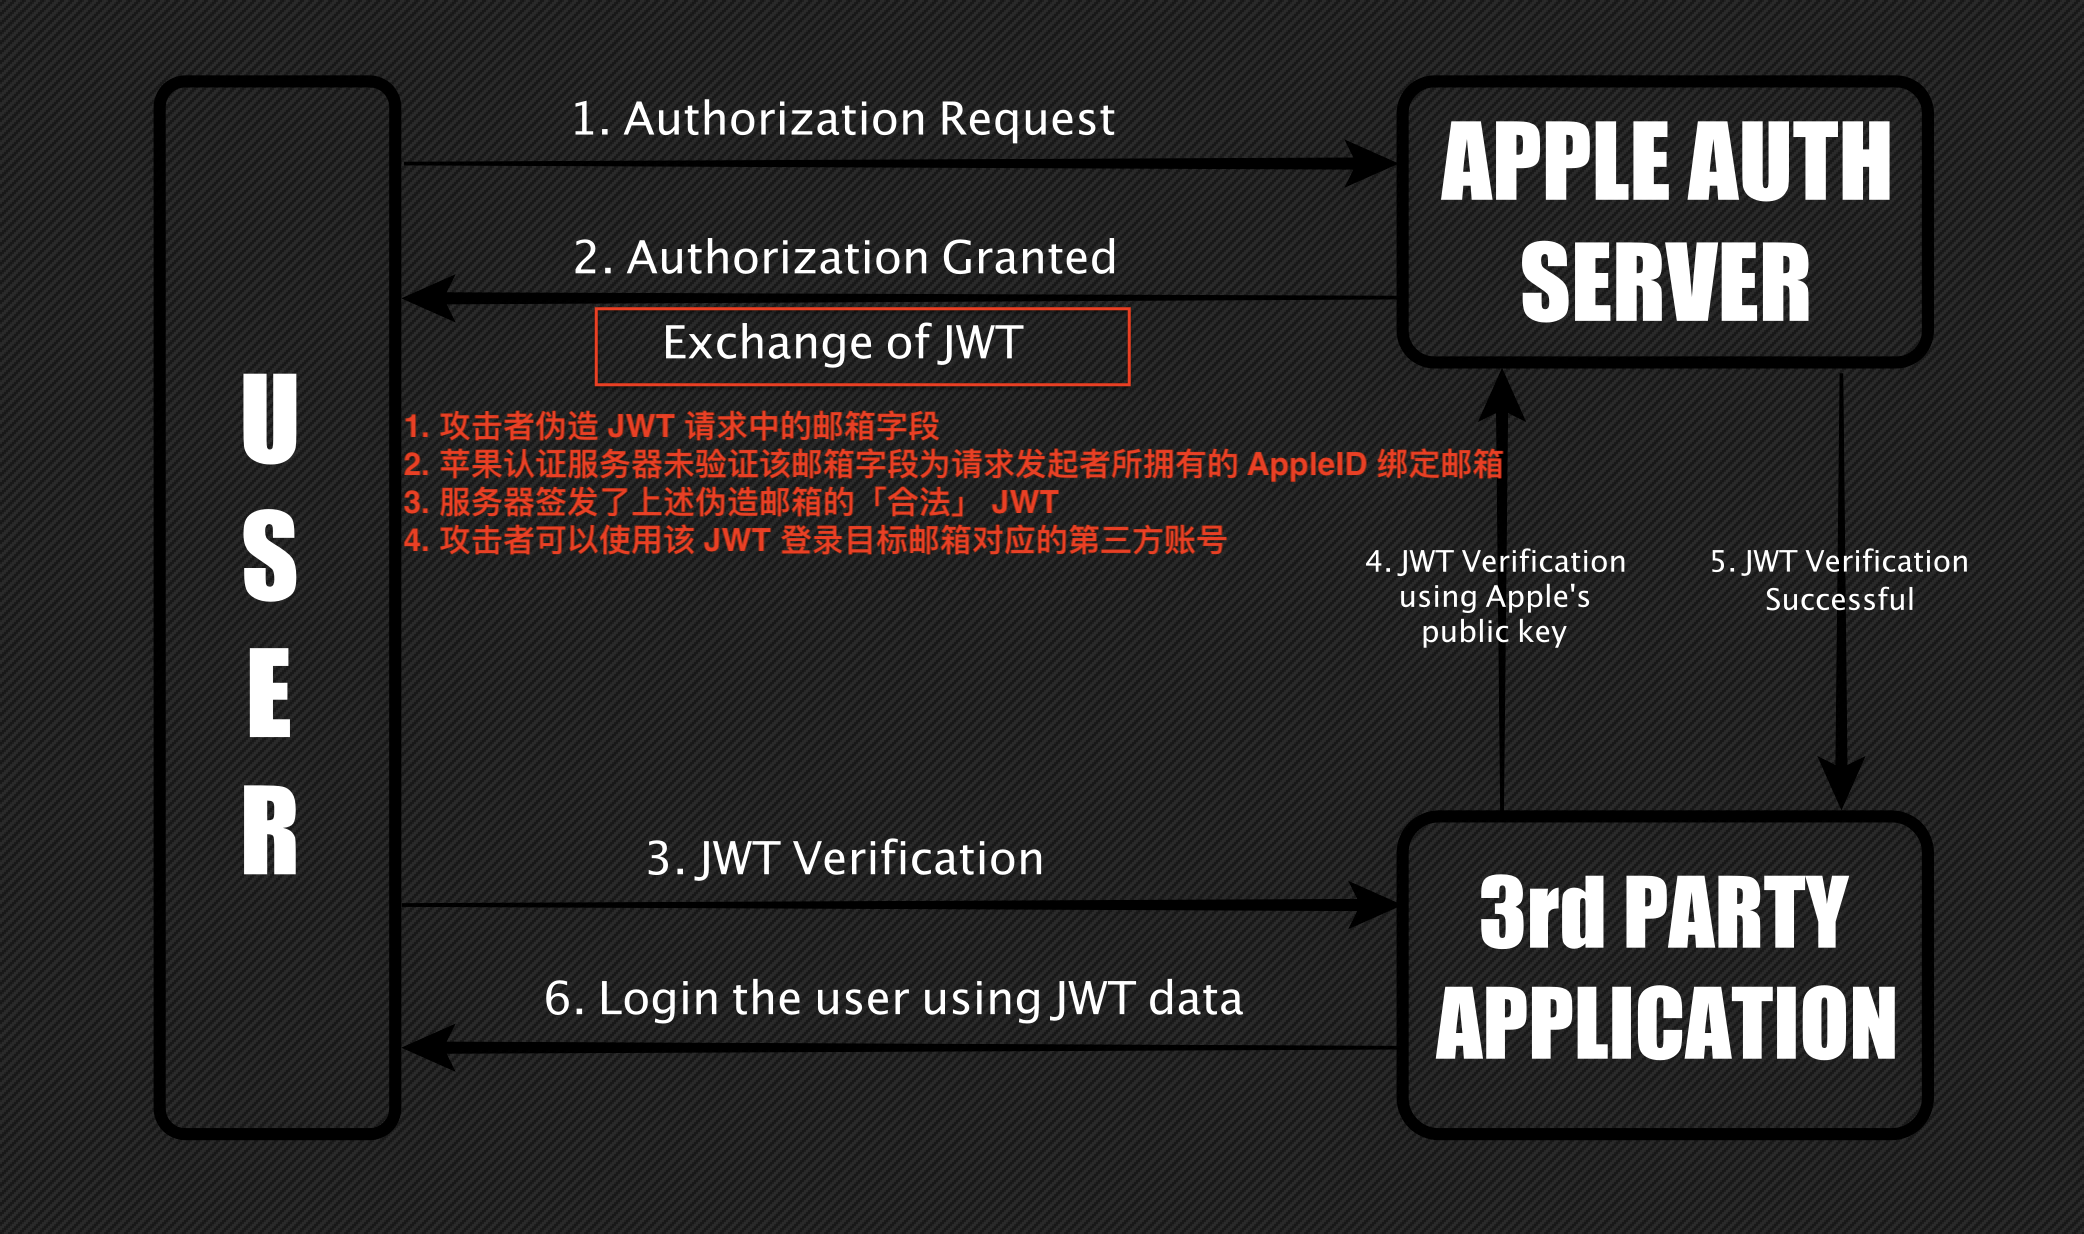 1. Authorization Request
APPLE AUTH
SERVER
2. Authorization Granted
Exchange of JWT
1. 攻击者伪造 JWT 请求中的邮箱字段
2. 苹果认证服务器未验证该邮箱字段为请求发起者所拥有的 AppleID 绑定邮箱
3. 服务器签发了上述伪造邮箱的「合法」 JWT
4. 攻击者可以使用该 JWT 登录目标邮箱对应的第三方账号
U
S
E
R
4. JWT Verification
using Apple's
public key
5. JWT Verification
Successful
3. JWT Verification
3rd PARTY
APPLICATION
6. Login the user using JWT data